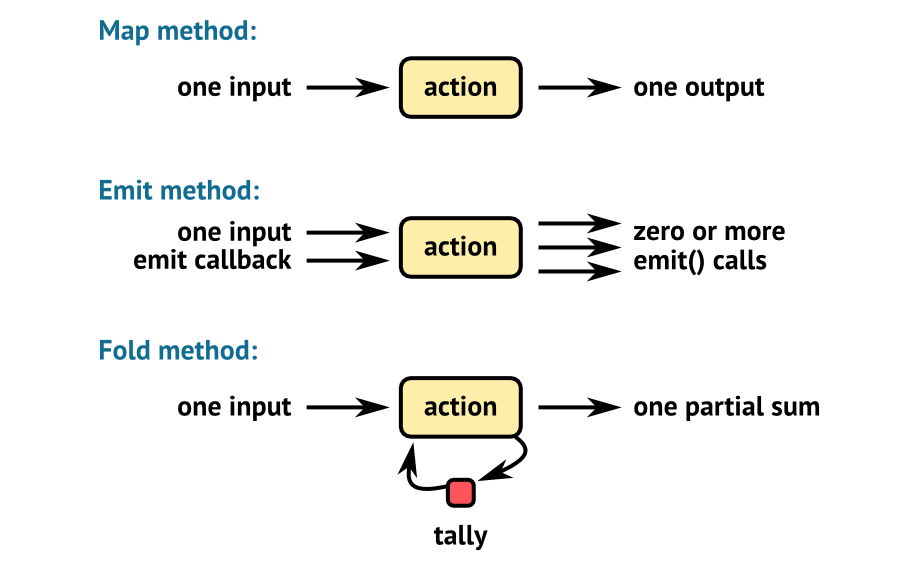 Map method:
one input
action
one output
Emit method:
one input
emit callback
action
zero or more
emit() calls
Fold method:
one input
action
one partial sum
tally